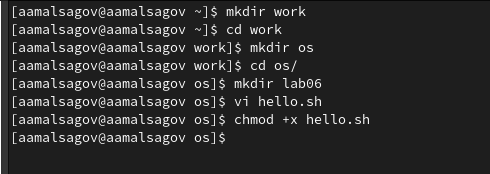 [aamalsagov@aamalsagov ~]$ mkdir work
[aamalsagov@aamalsagov ~]$ cd work
[aamalsagov@aamalsagov work]$ mkdir os
[aamalsagov@aamalsagov work]$ cd os/
[aamalsagov@aamalsagov os]$ mkdir lab06
[aamalsagov@aamalsagov os]$ vi hello.sh
[aamalsagov@aamalsagov os]$ chmod +x hello.sh
[aamalsagov@aamalsagov os]$